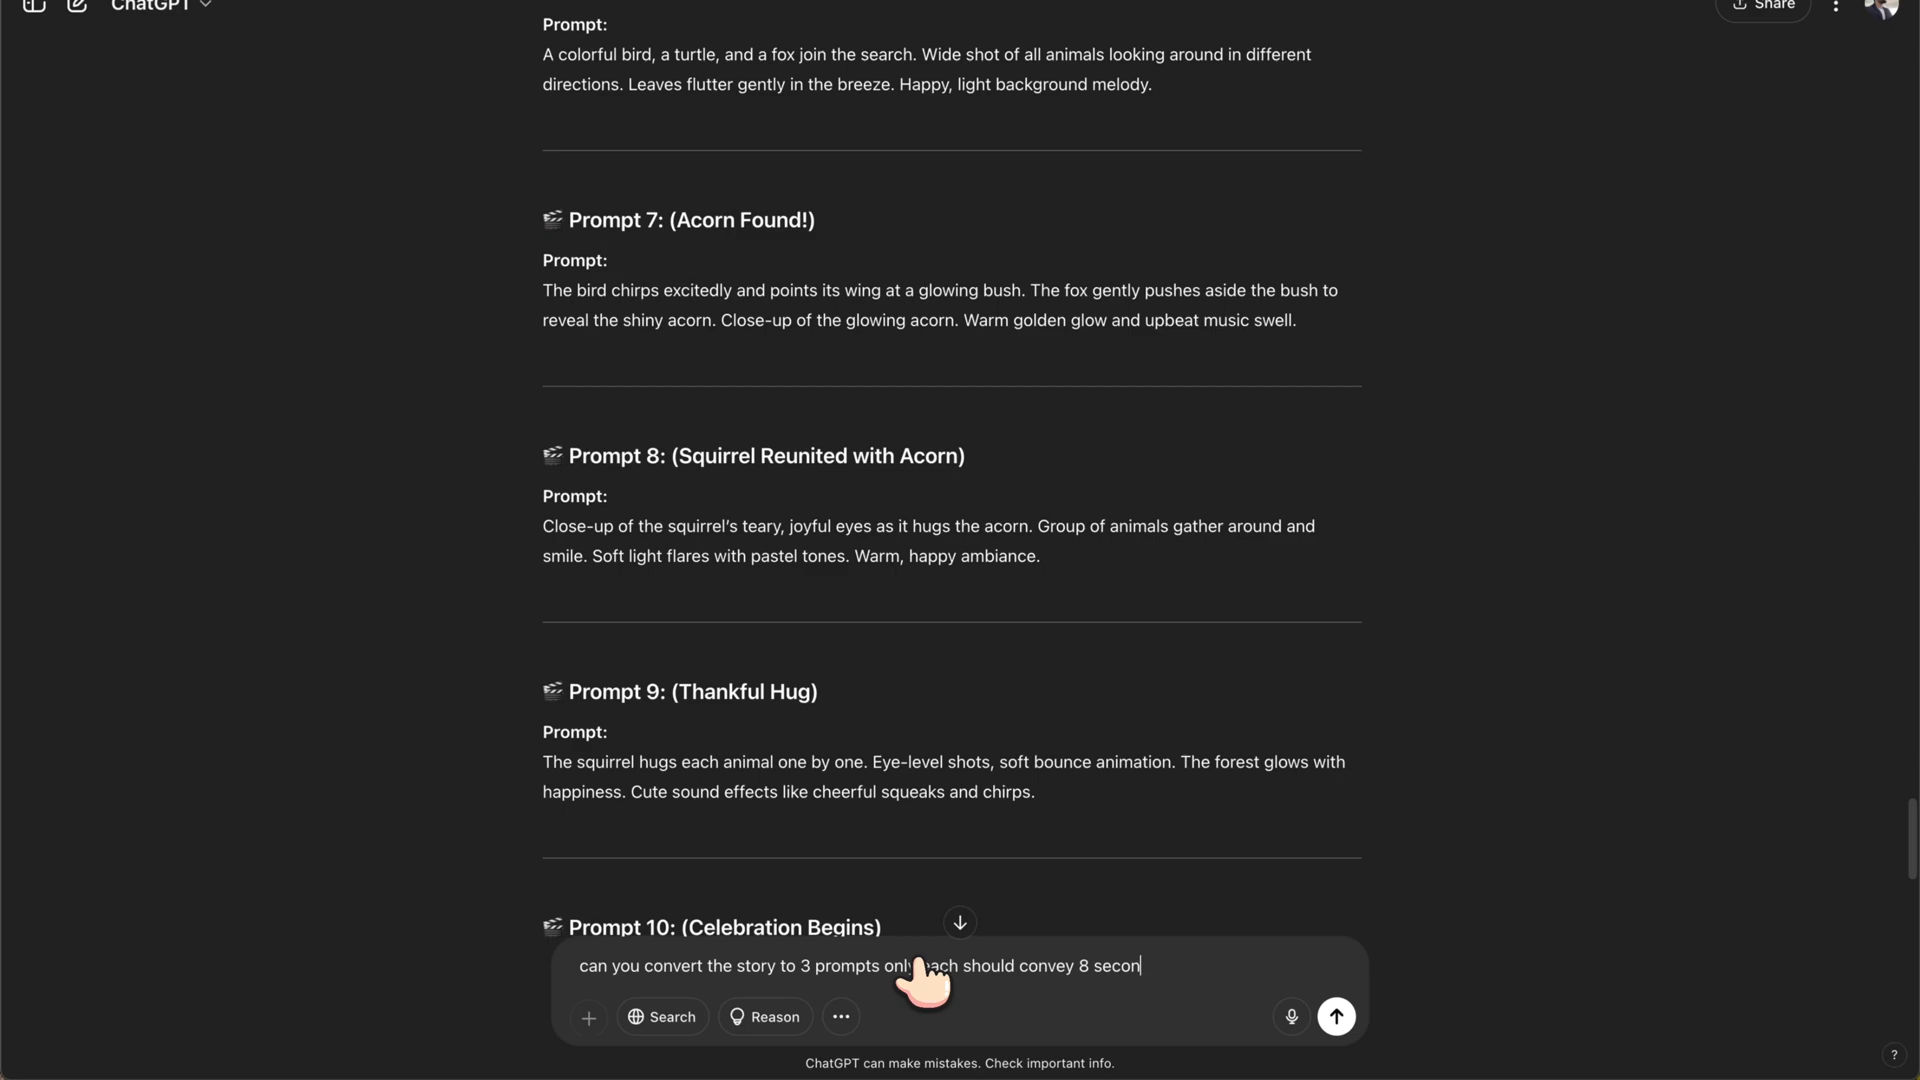 ChatGPT
Share
Prompt:
A colorful bird, a turtle, and a fox join the search. Wide shot of all animals looking around in different
directions. Leaves flutter gently in the breeze. Happy, light background melody.
Prompt 7: (Acorn Found!)
Prompt:
The bird chirps excitedly and points its wing at a glowing bush. The fox gently pushes aside the bush to
reveal the shiny acorn. Close-up of the glowing acorn. Warm golden glow and upbeat music swell.
Prompt 8: (Squirrel Reunited with Acorn)
Prompt:
Close-up of the squirrel’s teary, joyful eyes as it hugs the acorn. Group of animals gather around and
smile. Soft light flares with pastel tones. Warm, happy ambiance.
Prompt 9: (Thankful Hug)
Prompt:
The squirrel hugs each animal one by one. Eye-level shots, soft bounce animation. The forest glows with
happiness. Cute sound effects like cheerful squeaks and chirps.
Prompt 10: (Celebration Begins)
can you convert the story to 3 prompts only each should convey 8 secon
Search
Reason
ChatGPT can make mistakes. Check important info.
?